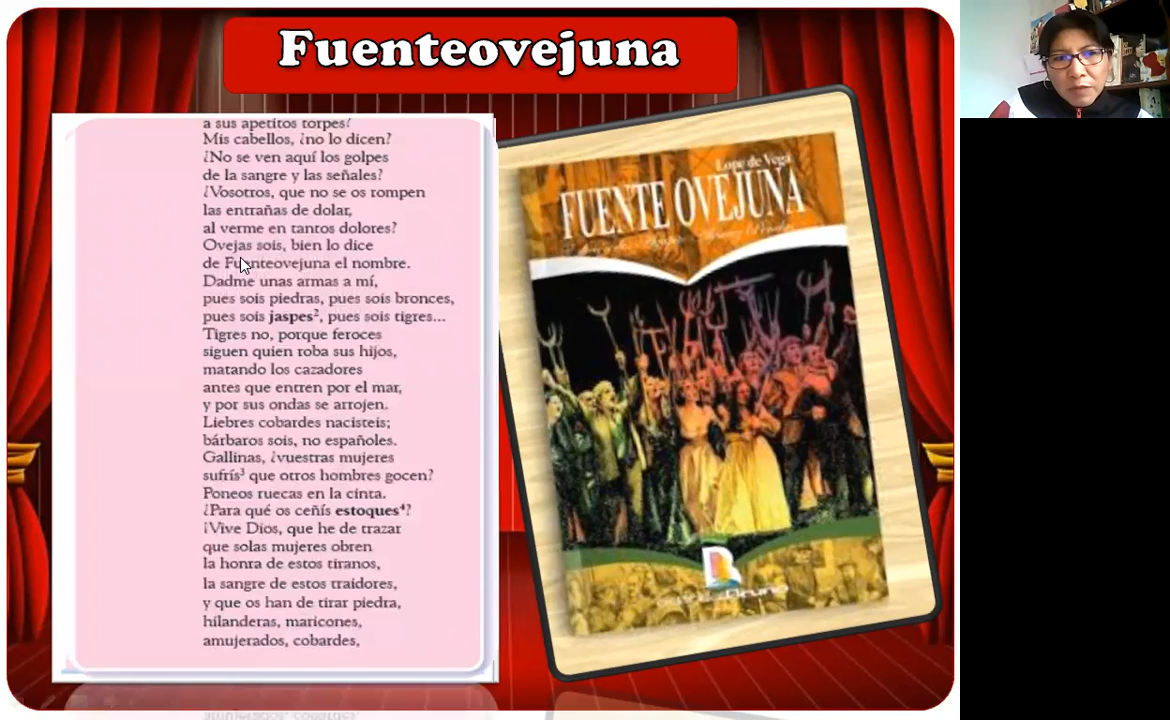 Fuenteovejuna
a sus apetitos torpes?
Mis cabellos, ¿no lo dicen?
¿No se ven aquí los golpes
de la sangre y las señales?
¿Vosotros, que no se os rompen
las entrañas de dolar,
al verme en tantos dolores?
Ovejas sois, bien lo dice
de Fuenteovejuna el nombre.
Dadme unas armas a mí,
pues sois piedras, pues sois bronces,
pues sois jaspes², pues sois tigres...
Tigres no, porque feroces
siguen quien roba sus hijos,
matando los cazadores
antes que entren por el mar,
y por sus ondas se arrojen.
Liebres cobardes nacisteis;
bárbaros sois, no españoles.
Gallinas, ¿vuestras mujeres
sufrís³ que otros hombres gocen?
Poneos ruecas en la cinta.
¿Para qué os ceñís estoques⁴?
¡Vive Dios, que he de trazar
que solas mujeres obren
la honra de estos tiranos,
la sangre de estos traidores,
y que os han de tirar piedra,
hilanderas, maricones,
amujerados, cobardes,
Lope de Vega
FUENTE OVEJUNA